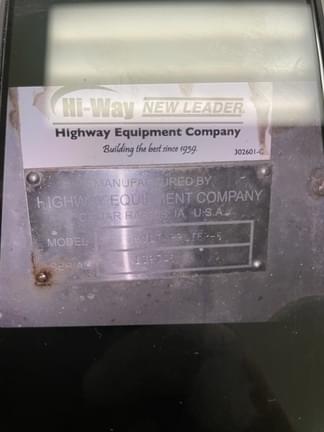 Hi-Way NEW LEADER
Highway Equipment Company
Building the best since 1939.
302601-C
MANUFACTURED BY
HIGHWAY EQUIPMENT COMPANY
CEDAR RAPIDS, IA, U.S.A.
MODEL
SERIAL